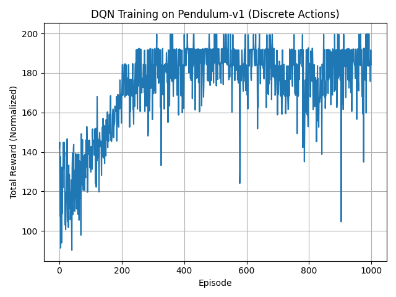 DQN Training on Pendulum-v1 (Discrete Actions)
Total Reward (Normalized)
200
180
160
140
120
100
0 200 400 600 800 1000
Episode